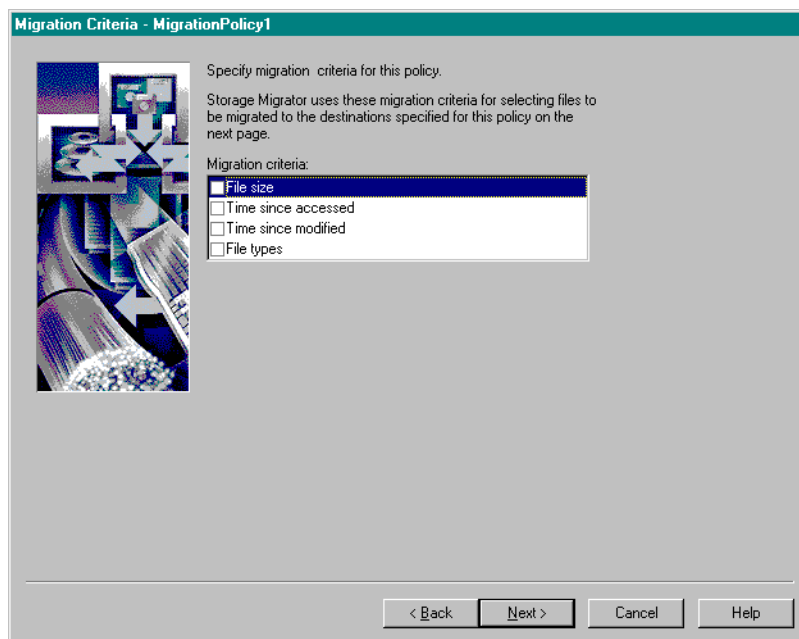 Migration Criteria - MigrationPolicy1
Specify migration criteria for this policy.
Storage Migrator uses these migration criteria for selecting files to
be migrated to the destinations specified for this policy on the
next page.
Migration criteria:
File size
Time since accessed
Time since modified
File types
< Back
Next >
Cancel
Help